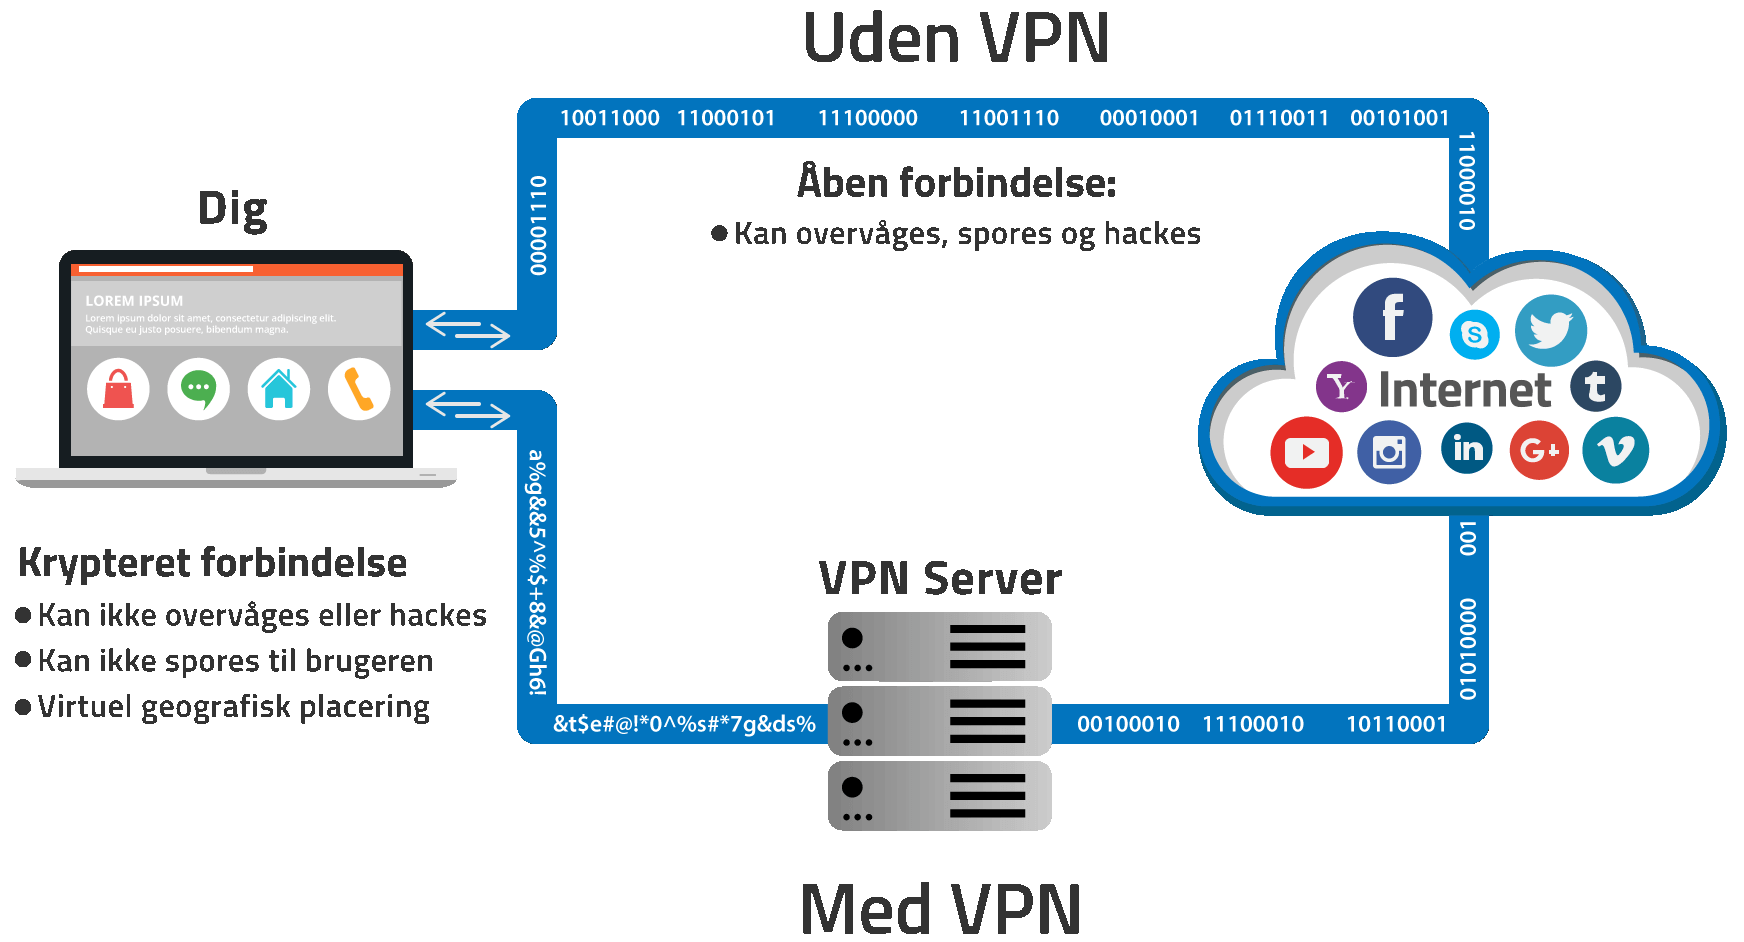 Uden VPN
10011000 11000101 11100000 11001110 00010001 01110011 00101001
11000010
01110000
Åben forbindelse:
● Kan overvåges, spores og hackes
Dig
LOREM IPSUM
Lorem ipsum dolor sit amet, consectetur adipiscing elit.
Quisque eu justo posuere, bibendum magna.
f
S
Y
Internet
t
in
G+
v
a%g&&5^%$+8&@Gh6!
Krypteret forbindelse
● Kan ikke overvåges eller hackes
● Kan ikke spores til brugeren
● Virtuel geografisk placering
VPN Server
001
01010000
&t$e#@!*0^%s#*7g&ds%
00100010 11100010 10110001
Med VPN